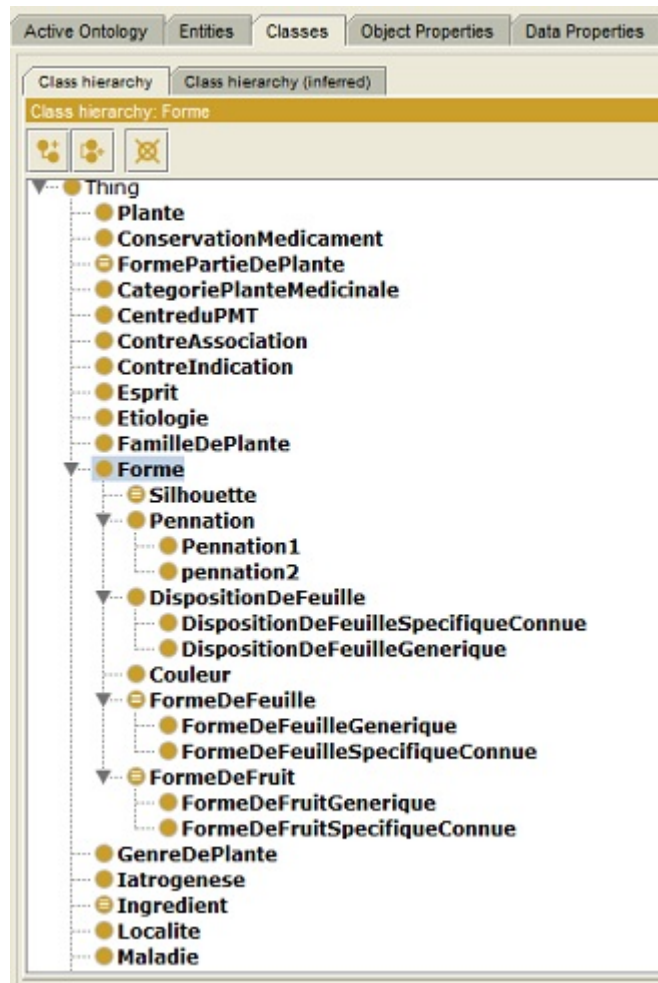 Active Ontology Entities Classes Object Properties Data Properties
Class hierarchy Class hierarchy (inferred)
Class hierarchy: Forme
Thing
Plante
ConservationMedicament
FormePartieDePlante
CategoriePlanteMedicinale
CentreduPMT
ContreAssociation
ContreIndication
Esprit
Etiologie
FamilleDePlante
Forme
Silhouette
Pennation
Pennation1
pennation2
DispositionDeFeuille
DispositionDeFeuilleSpecifiqueConnue
DispositionDeFeuilleGenerique
Couleur
FormeDeFeuille
FormeDeFeuilleGenerique
FormeDeFeuilleSpecifiqueConnue
FormeDeFruit
FormeDeFruitGenerique
FormeDeFruitSpecifiqueConnue
GenreDePlante
Iatrogenese
Ingredient
Localite
Maladie